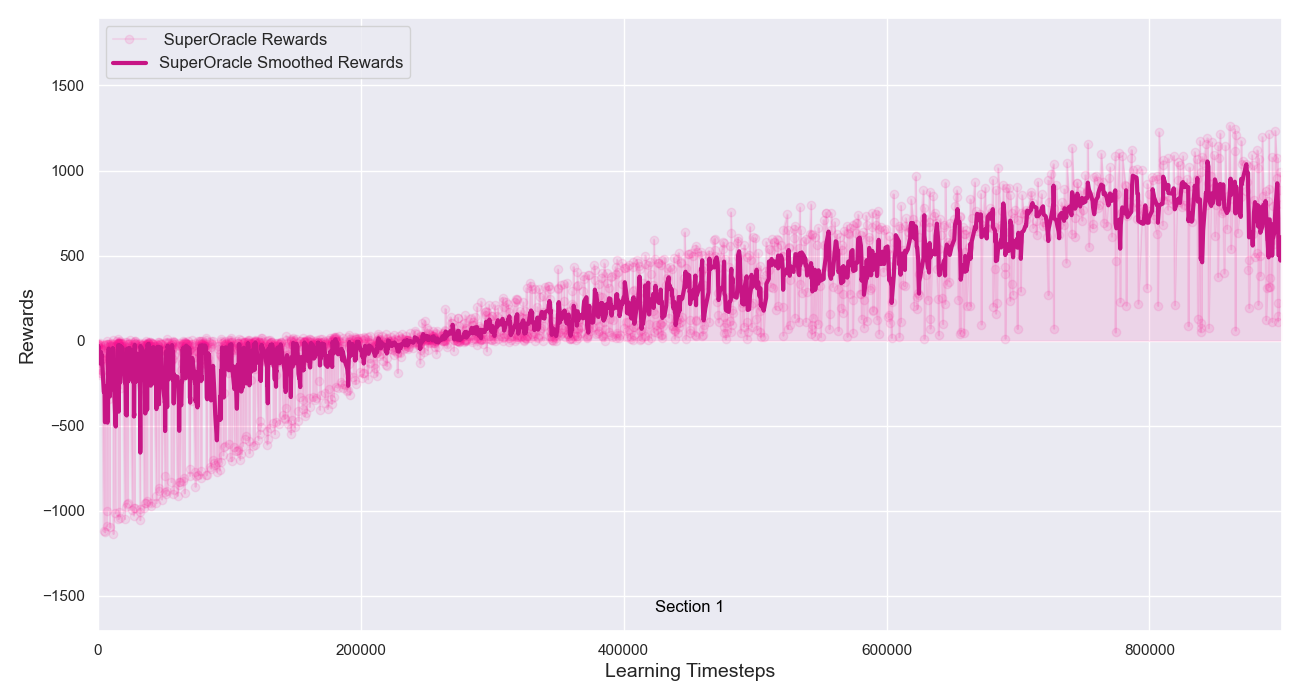 SuperOracle Rewards
SuperOracle Smoothed Rewards
1500
1000
500
0
−500
−1000
−1500
Rewards
Section 1
0 200000 400000 600000 800000
Learning Timesteps